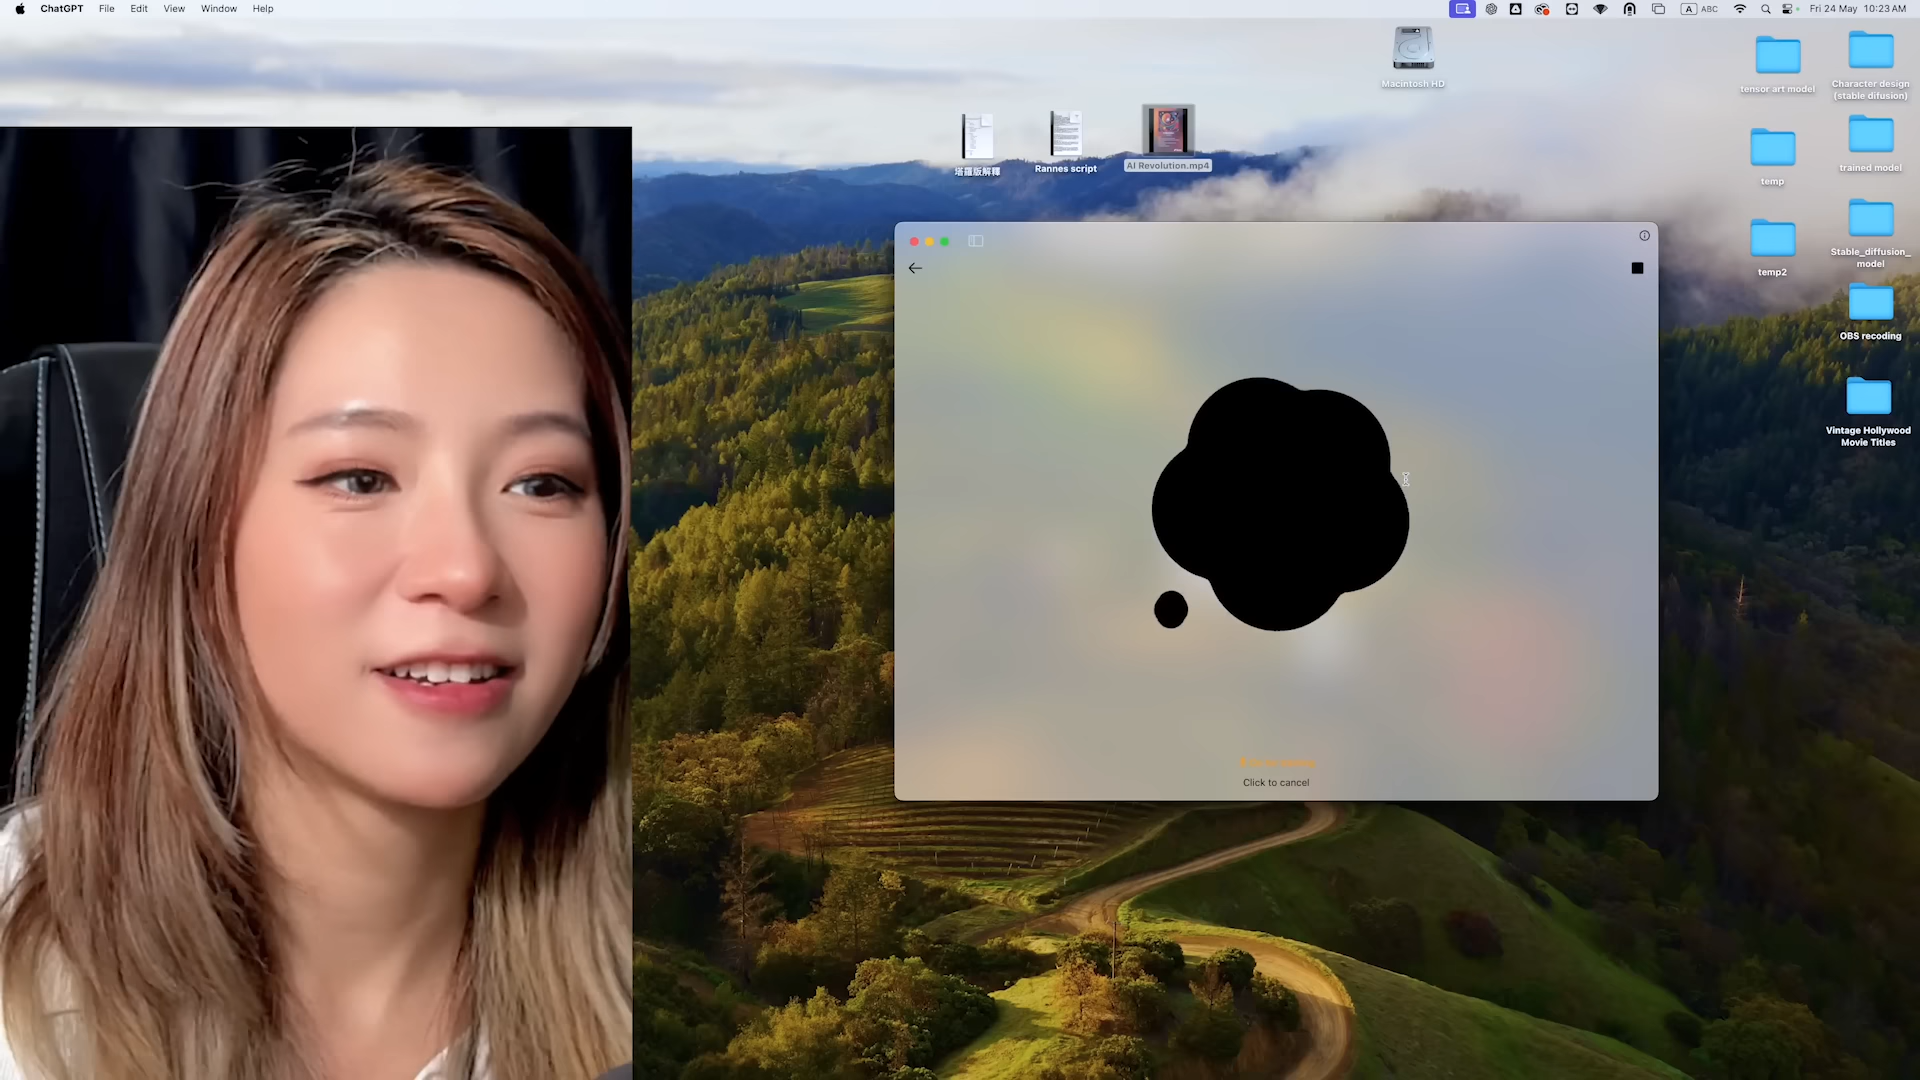 ChatGPT File Edit View Window Help
A ABC Fri 24 May 10:23 AM
Macintosh HD
tensor art model
Character design
(stable difusion)
塔羅版解釋
Rannes script
AI Revolution.mp4
temp
trained model
temp2
Stable_diffusion_
model
OBS recoding
Vintage Hollywood
Movie Titles
Click to cancel